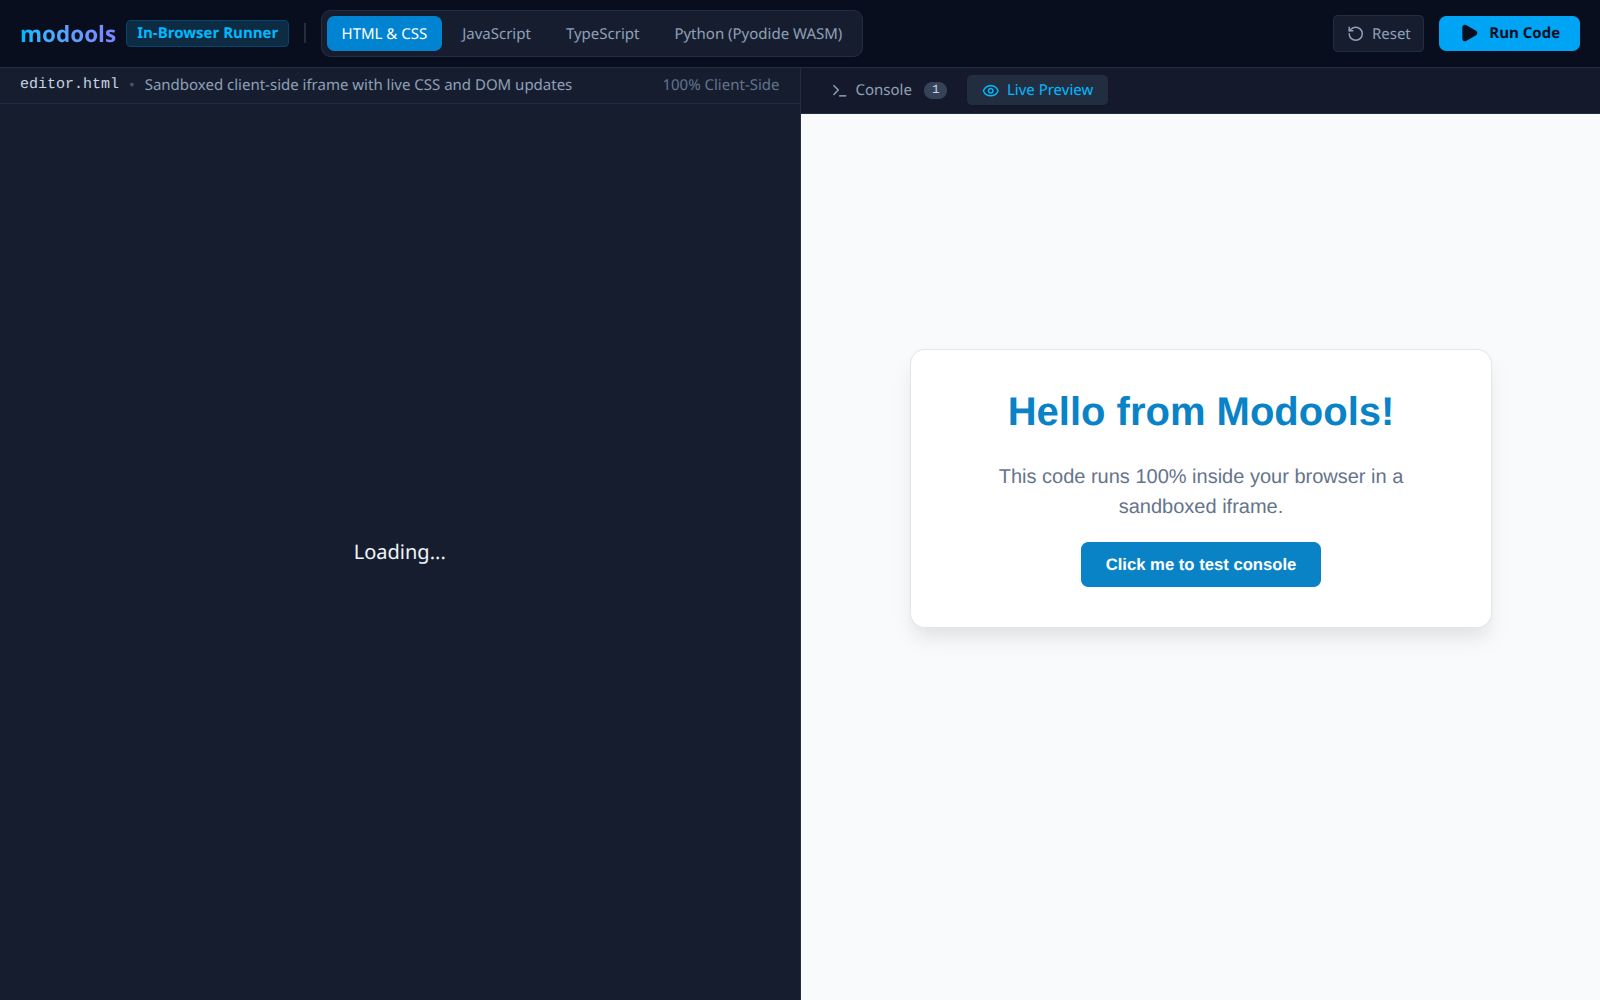 modools In-Browser Runner HTML & CSS JavaScript TypeScript Python (Pyodide WASM) Reset Run Code
editor.html • Sandboxed client-side iframe with live CSS and DOM updates 100% Client-Side
Console 1 Live Preview
Loading...
Hello from Modools!
This code runs 100% inside your browser in a
sandboxed iframe.
Click me to test console